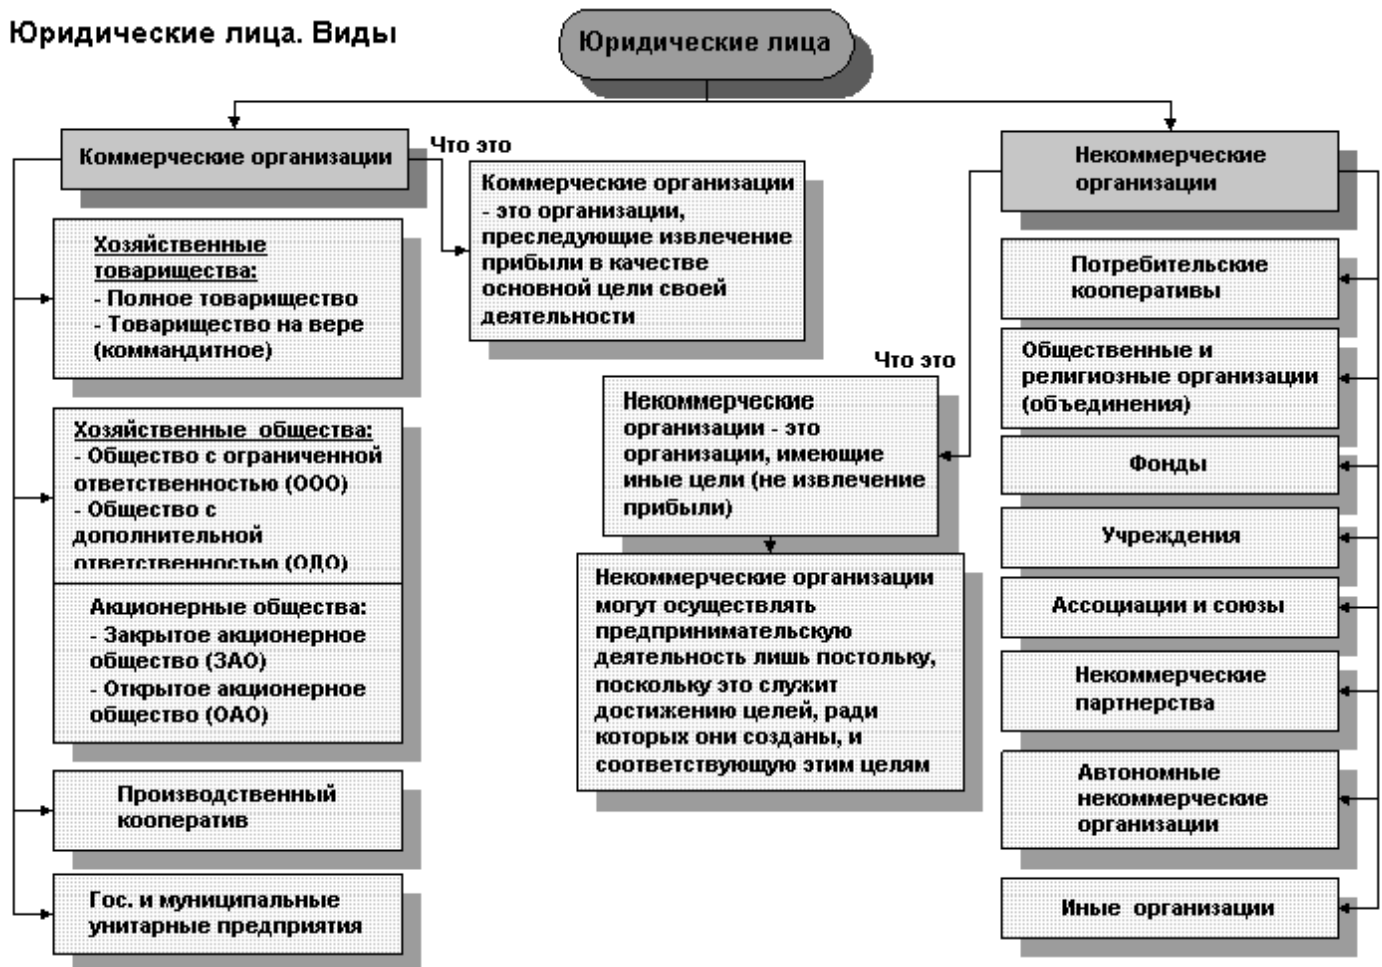 Юридические лица. Виды
Юридические лица
Коммерческие организации
Что это
Коммерческие организации
- это организации,
преследующие извлечение
прибыли в качестве
основной цели своей
деятельности
Хозяйственные
товарищества:
- Полное товарищество
- Товарищество на вере
(коммандитное)
Хозяйственные общества:
- Общество с ограниченной
ответственностью (ООО)
- Общество с
дополнительной
ответственностью (ОДО)
Акционерные общества:
- Закрытое акционерное
общество (ЗАО)
- Открытое акционерное
общество (ОАО)
Производственный
кооператив
Гос. и муниципальные
унитарные предприятия
Некоммерческие
организации
Что это
Некоммерческие
организации - это
организации, имеющие
иные цели (не извлечение
прибыли)
Некоммерческие организации
могут осуществлять
предпринимательскую
деятельность лишь постольку,
поскольку это служит
достижению целей, ради
которых они созданы, и
соответствующую этим целям
Потребительские
кооперативы
Общественные и
религиозные организации
(объединения)
Фонды
Учреждения
Ассоциации и союзы
Некоммерческие
партнерства
Автономные
некоммерческие
организации
Иные организации